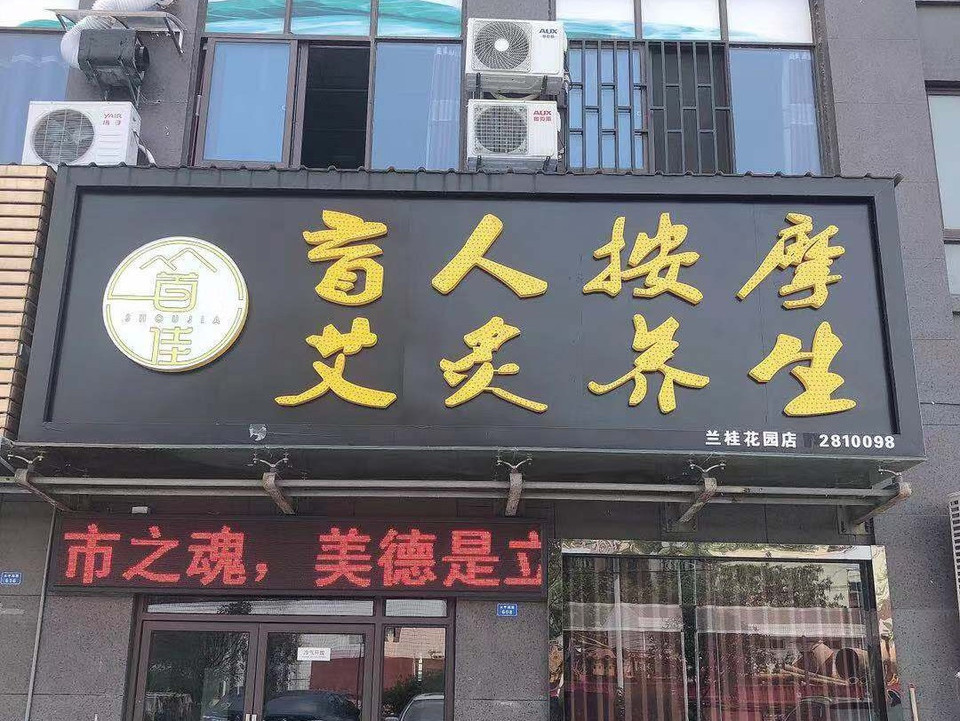 AUX
AUX
盲人按摩
首
SHOUJIA
佳
艾灸养生
兰桂花园店 2810098
市之魂，美德是立